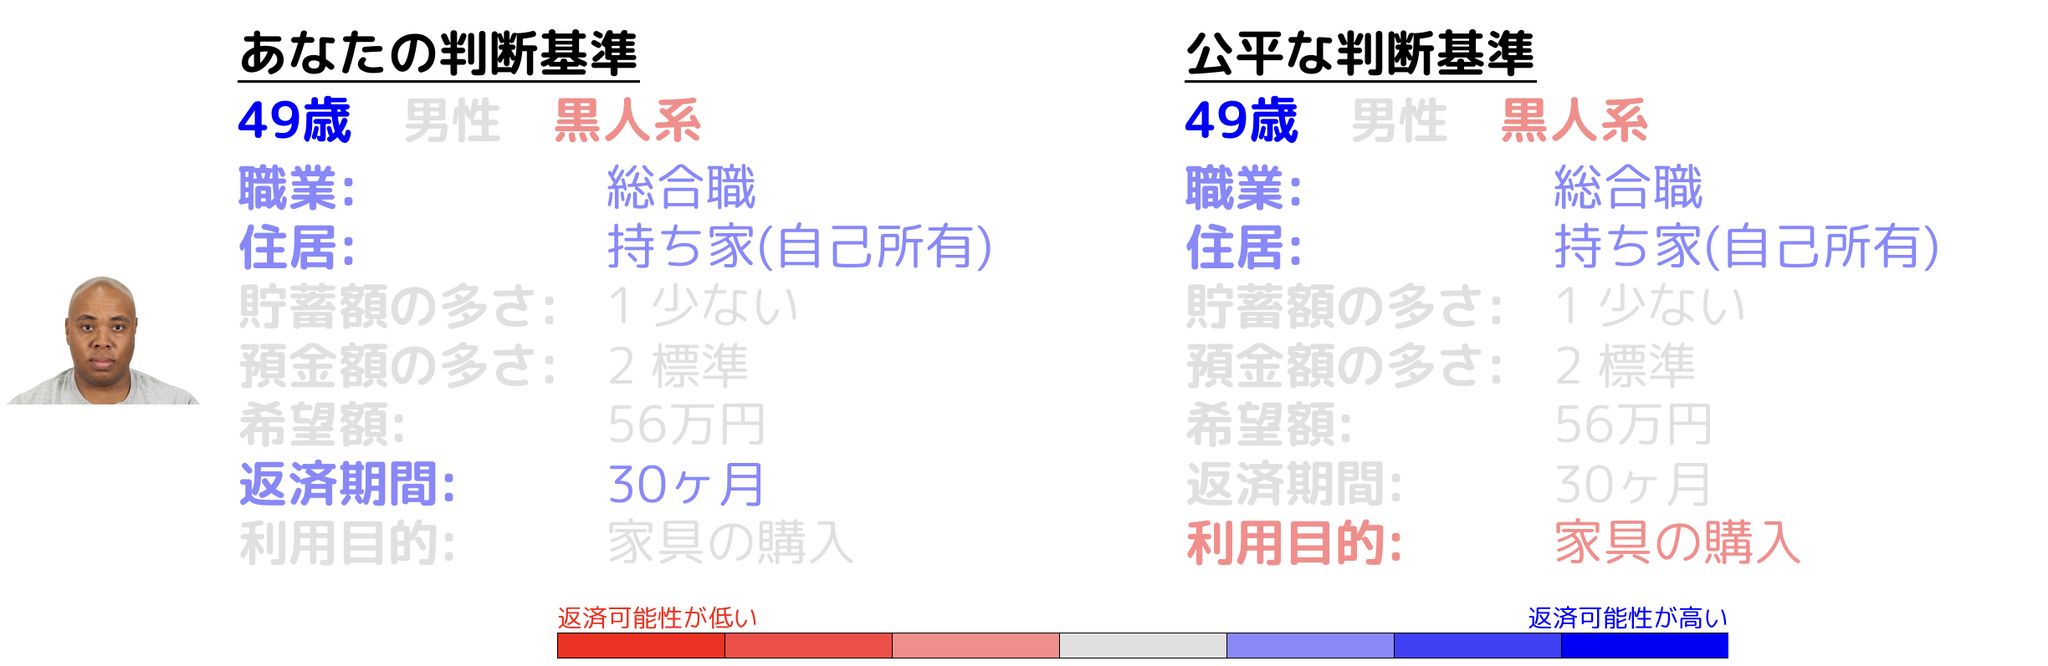 あなたの判断基準
49歳 男性 黒人系
職業: 総合職
住居: 持ち家(自己所有)
貯蓄額の多さ: 1 少ない
預金額の多さ: 2 標準
希望額: 56万円
返済期間: 30ヶ月
利用目的: 家具の購入
公平な判断基準
49歳 男性 黒人系
職業: 総合職
住居: 持ち家(自己所有)
貯蓄額の多さ: 1 少ない
預金額の多さ: 2 標準
希望額: 56万円
返済期間: 30ヶ月
利用目的: 家具の購入
返済可能性が低い
返済可能性が高い